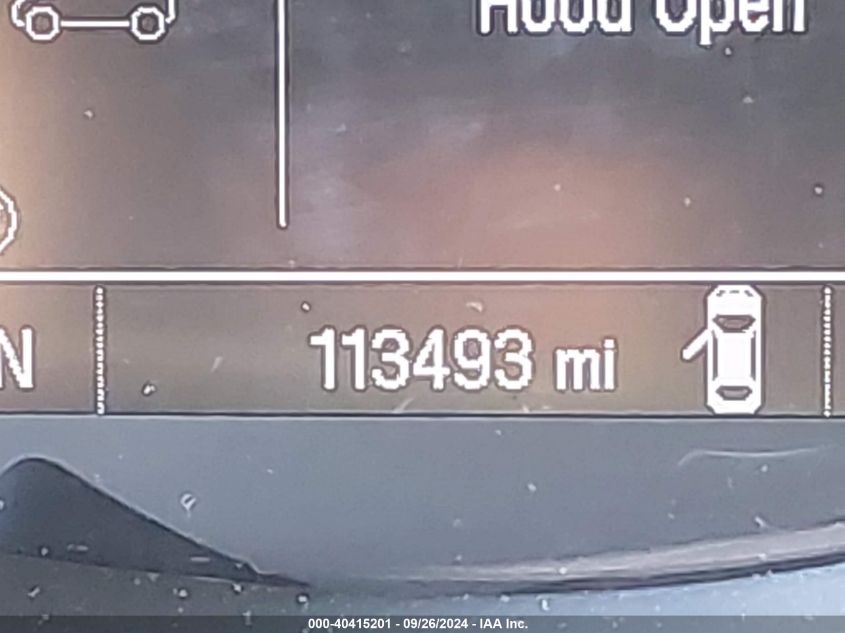 Hood Open
N
113493 mi
000-40415201 - 09/26/2024 - IAA Inc.